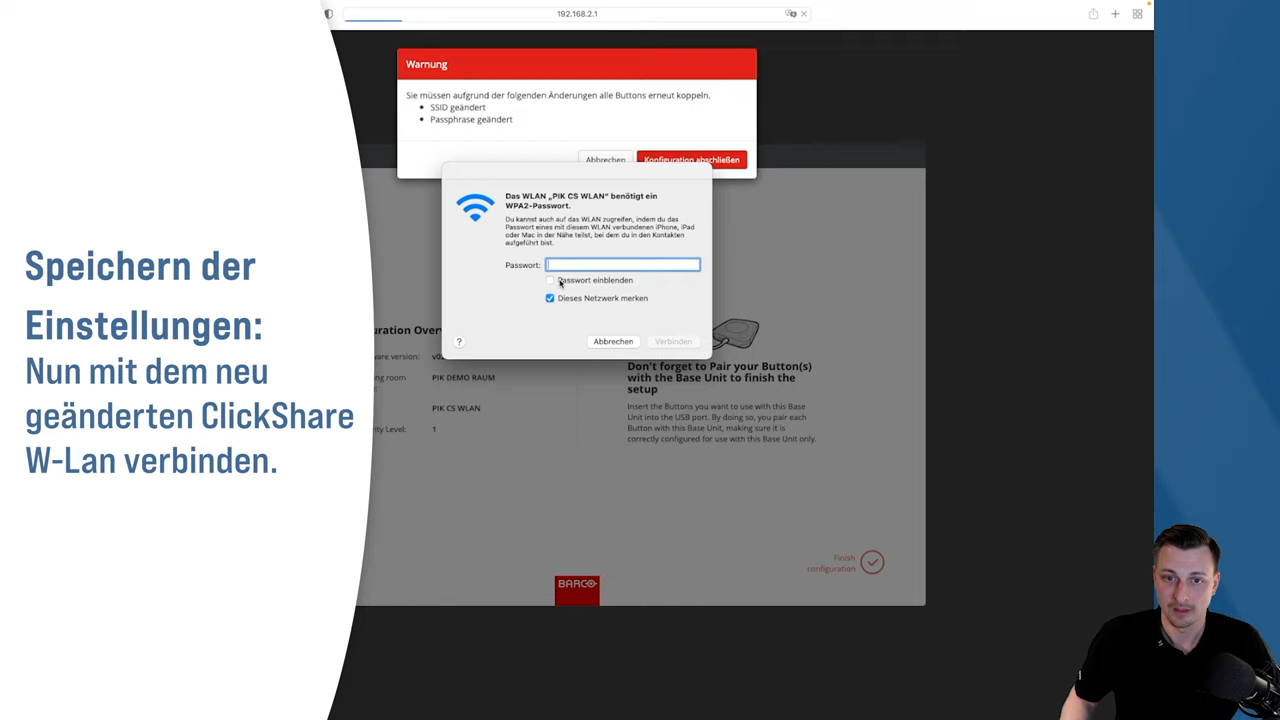 192.168.2.1
Warnung
Sie müssen aufgrund der folgenden Änderungen alle Buttons erneut koppeln.
SSID geändert
Passphrase geändert
Abbrechen
Konfiguration abschließen
Das WLAN „PIK CS WLAN“ benötigt ein
WPA2-Passwort.
Du kannst auch auf das WLAN zugreifen, indem du das
Passwort eines mit diesem WLAN verbundenen iPhone, iPad
oder Mac in der Nähe teilst, bei dem du in den Kontakten
aufgeführt bist.
Passwort:
Passwort einblenden
Dieses Netzwerk merken
?
Abbrechen
Verbinden
Speichern der
Einstellungen:
Nun mit dem neu
geänderten ClickShare
W-Lan verbinden.
PIK DEMO RAUM
PIK CS WLAN
1
Don't forget to Pair your Button(s)
with the Base Unit to finish the
setup
Insert the Buttons you want to use with this Base
Unit into the USB port. By doing so, you pair each
Button with this Base Unit, making sure it is
correctly configured for use with this Base Unit only.
Finish
configuration
BARCO